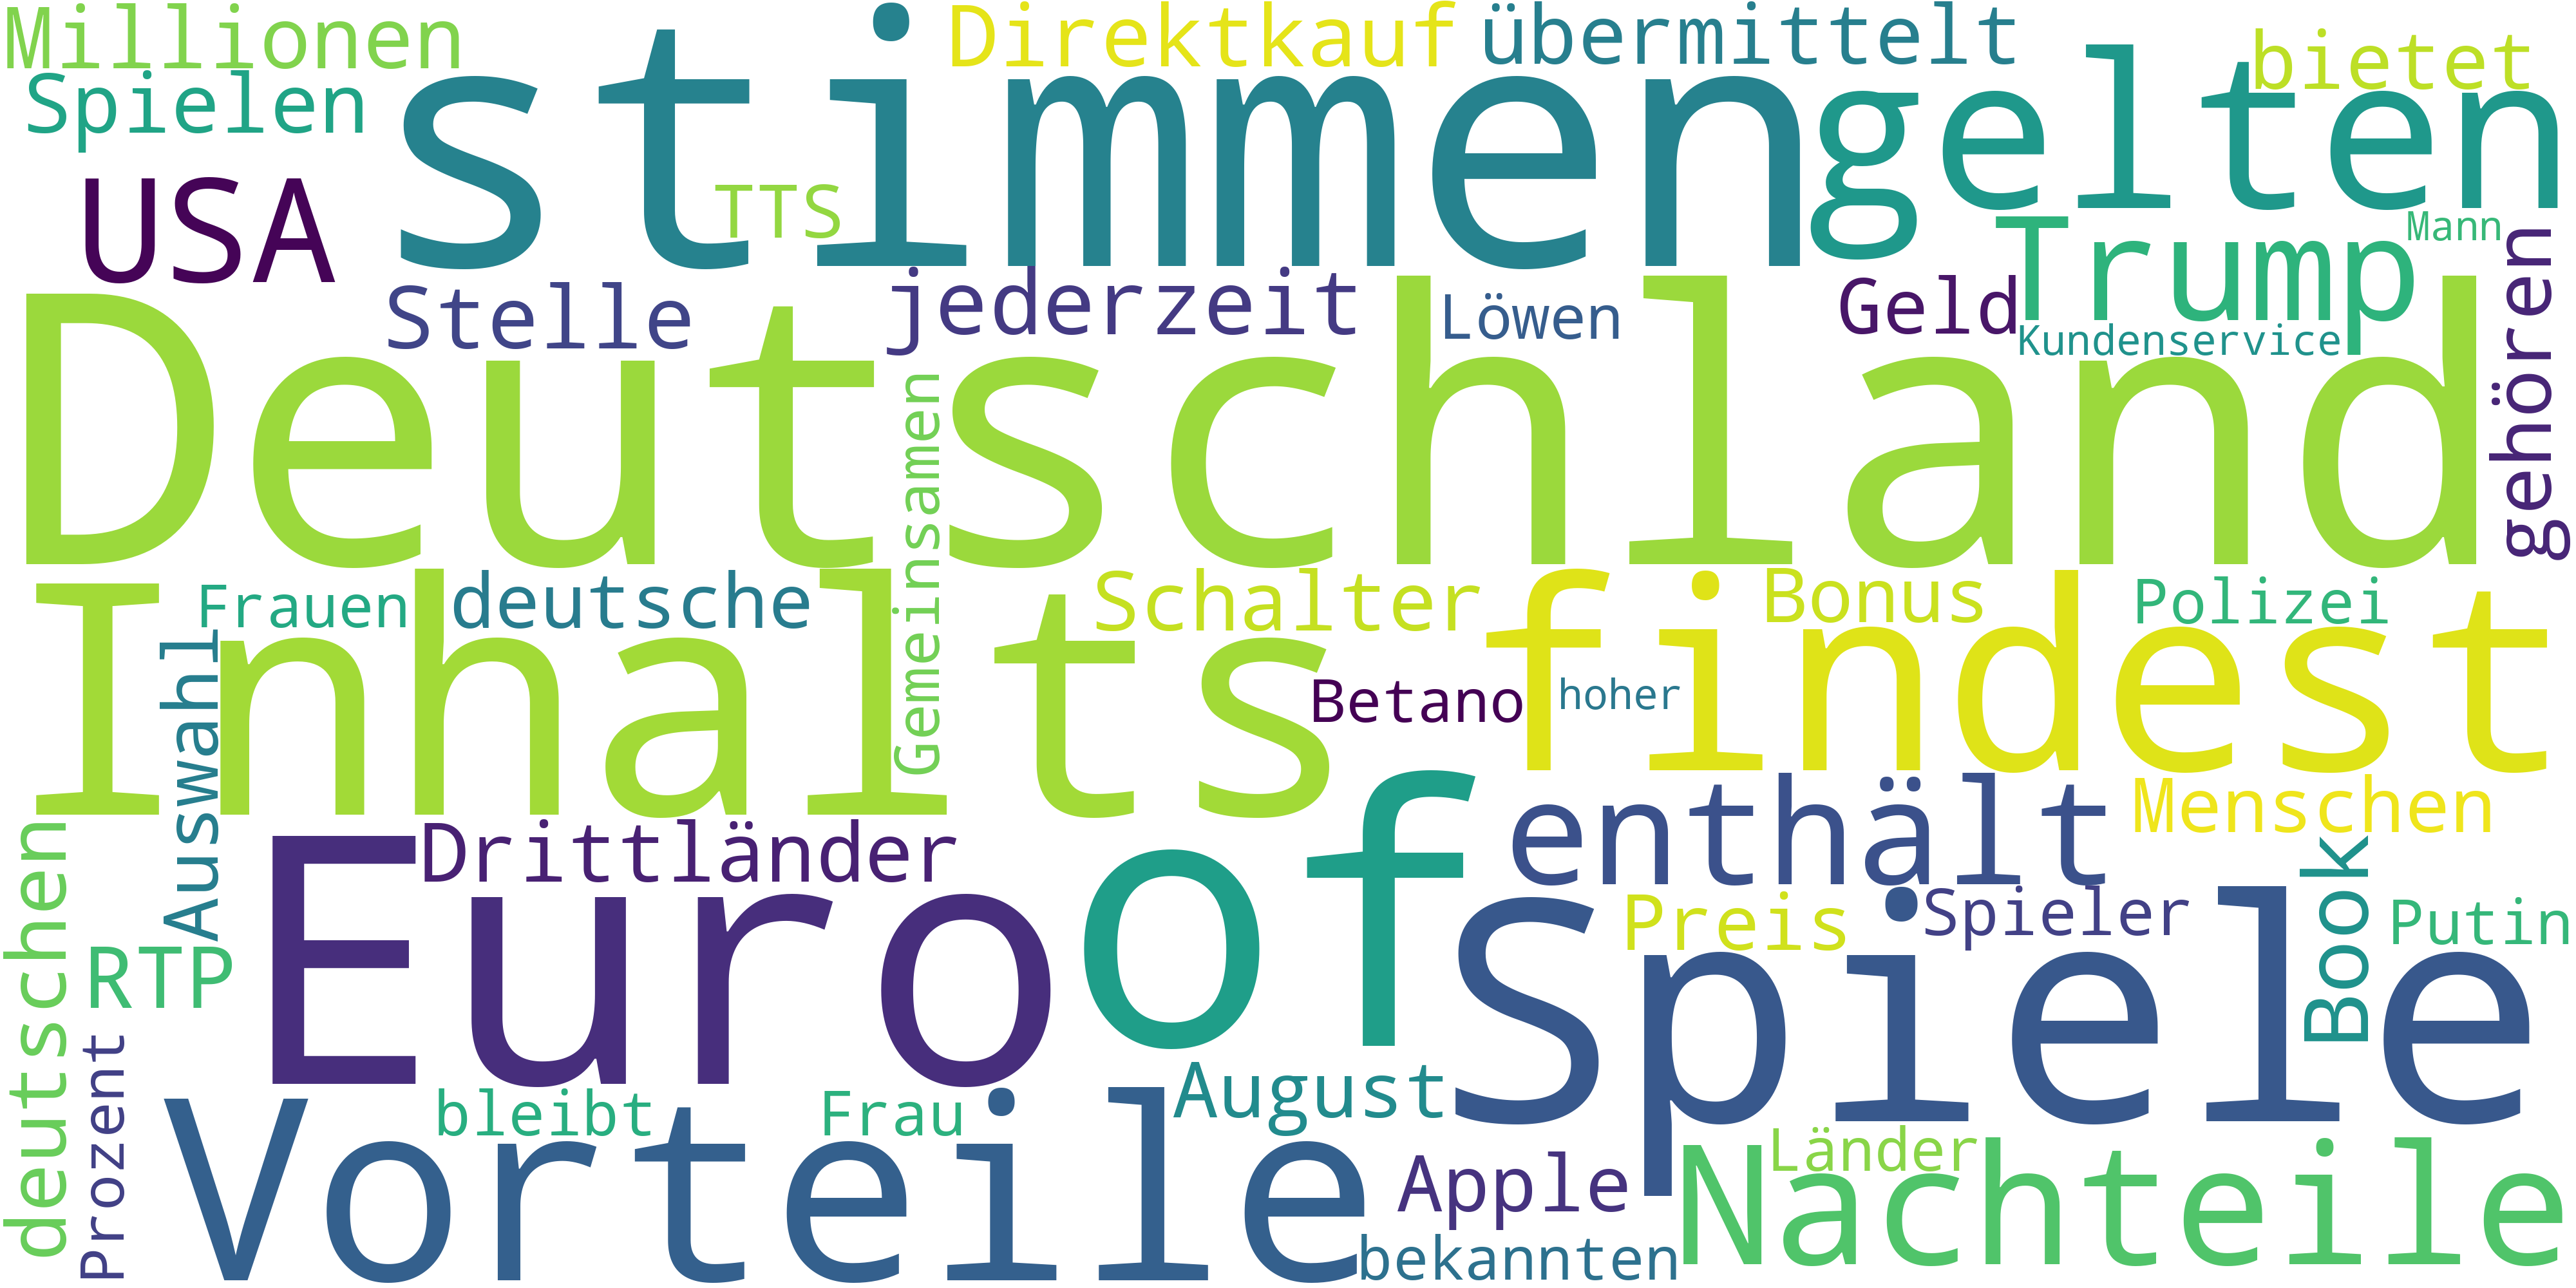 Millionen
stimmen
Direktkauf
übermittelt
bietet
Spielen
gelten
USA
TTS
Trump
Mann
Stelle
jederzeit
Löwen
Geld
Kundenservice
gehören
Deutschland
Gemeinsamen
Frauen
deutsche
Schalter
Bonus
Polizei
Inhalts
findest
Auswahl
Betano
hoher
Drittländer
of
enthält
Menschen
deutschen
Euro
Preis
Spieler
Book
Putin
RTP
Spiele
Prozent
bleibt
Frau
August
Vorteile
Apple
Länder
Nachteile
bekannten